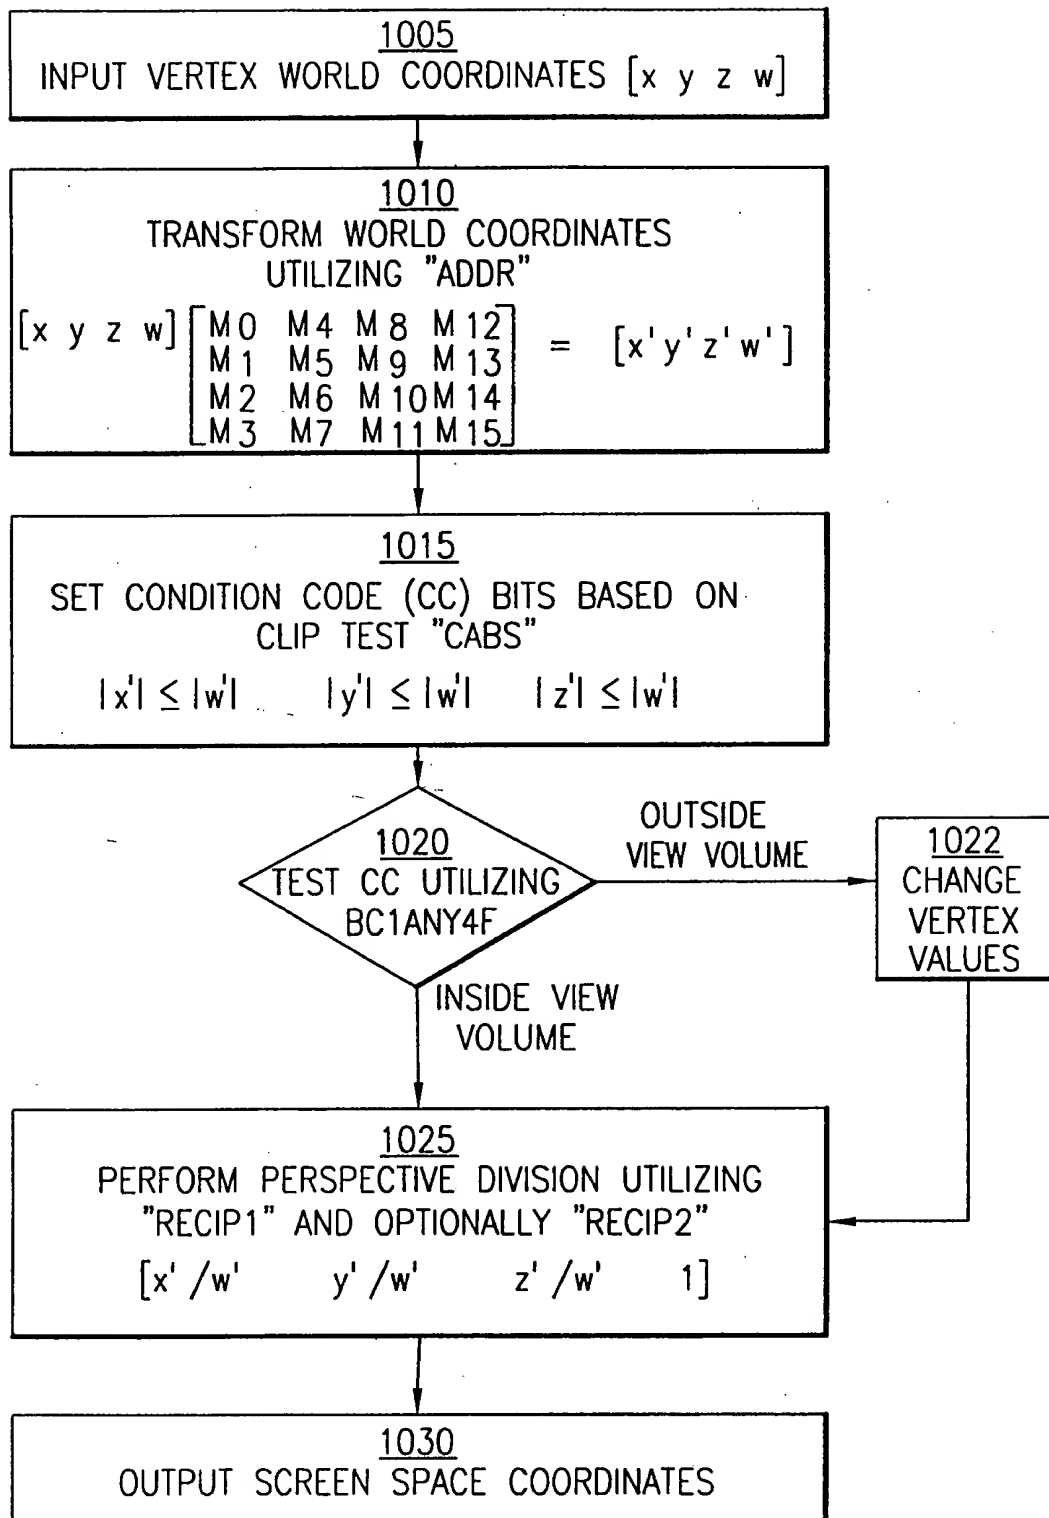 1005
INPUT VERTEX WORLD COORDINATES [x y z w]
1010
TRANSFORM WORLD COORDINATES
UTILIZING "ADDR"
[x y z w] [M0 M4 M8 M12
M1 M5 M9 M13
M2 M6 M10 M14
M3 M7 M11 M15] = [x' y' z' w']
1015
SET CONDITION CODE (CC) BITS BASED ON
CLIP TEST "CABS"
|x'| ≤ |w'| |y'| ≤ |w'| |z'| ≤ |w'|
1020
TEST CC UTILIZING
BC1ANY4F
OUTSIDE
VIEW VOLUME
1022
CHANGE
VERTEX
VALUES
INSIDE VIEW
VOLUME
1025
PERFORM PERSPECTIVE DIVISION UTILIZING
"RECIP1" AND OPTIONALLY "RECIP2"
[x'/w' y'/w' z'/w' 1]
1030
OUTPUT SCREEN SPACE COORDINATES